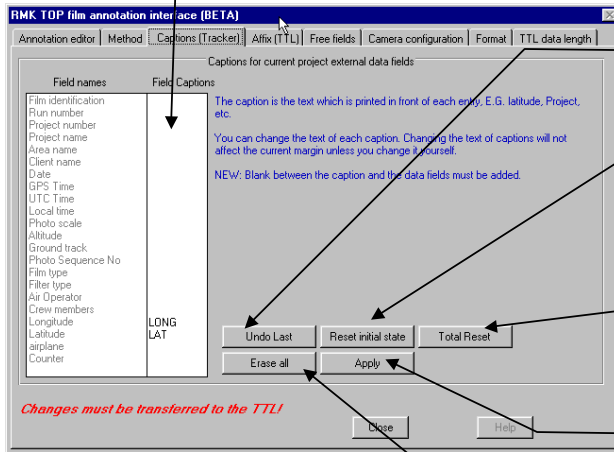 RMK TOP film annotation interface (BETA)
Annotation editor Method Captions (Tracker) Affix (TTL) Free fields Camera configuration Format TTL data length
Captions for current project external data fields
Field names Field Captions
Film identification
Run number
Project number
Project name
Area name
Client name
Date
GPS Time
UTC Time
Local time
Photo scale
Altitude
Ground track
Photo Sequence No
Film type
Filter type
Air Operator
Crew members
Longitude LONG
Latitude LAT
airplane
Counter
The caption is the text which is printed in front of each entry, E.G. latitude, Project,
etc.
You can change the text of each caption. Changing the text of captions will not
affect the current margin unless you change it yourself.
NEW: Blank between the caption and the data fields must be added.
Undo Last Reset initial state Total Reset
Erase all Apply
Changes must be transferred to the TTL!
Close Help